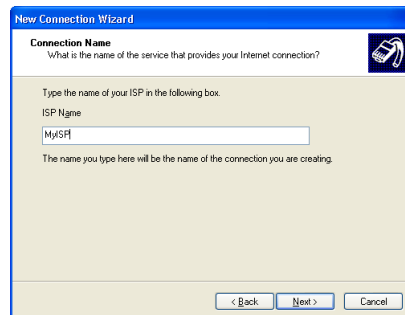 New Connection Wizard
Connection Name
What is the name of the service that provides your Internet connection?
Type the name of your ISP in the following box.
ISP Name
MyISP
The name you type here will be the name of the connection you are creating.
< Back
Next >
Cancel